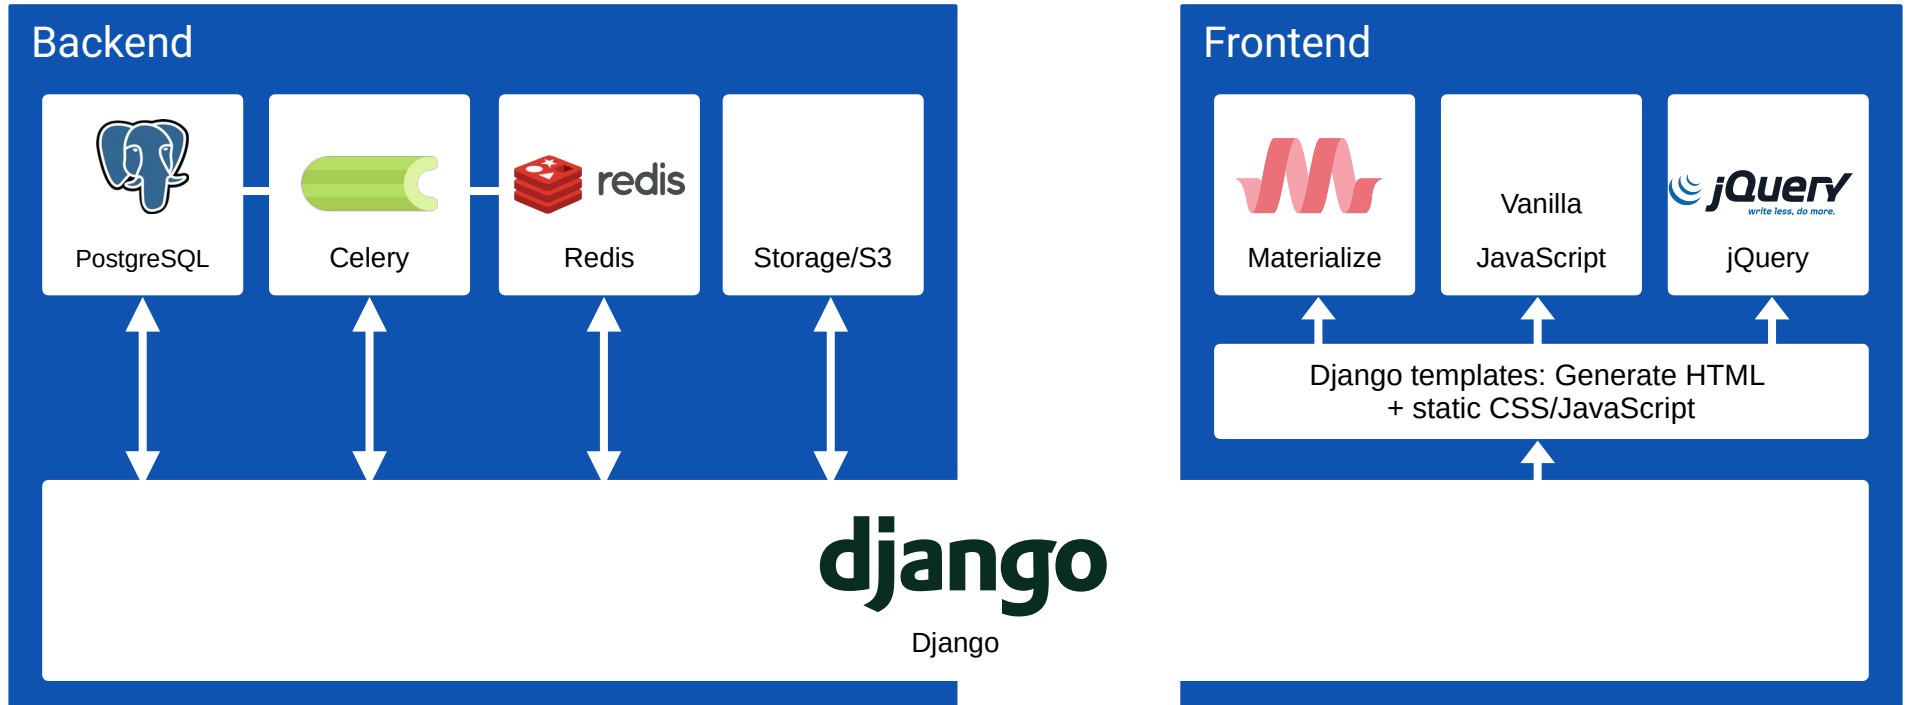 Backend
Frontend
redis
jQuery
write less, do more.
PostgreSQL
Celery
Redis
Storage/S3
Materialize
Vanilla
JavaScript
jQuery
Django templates: Generate HTML
+ static CSS/JavaScript
django
Django